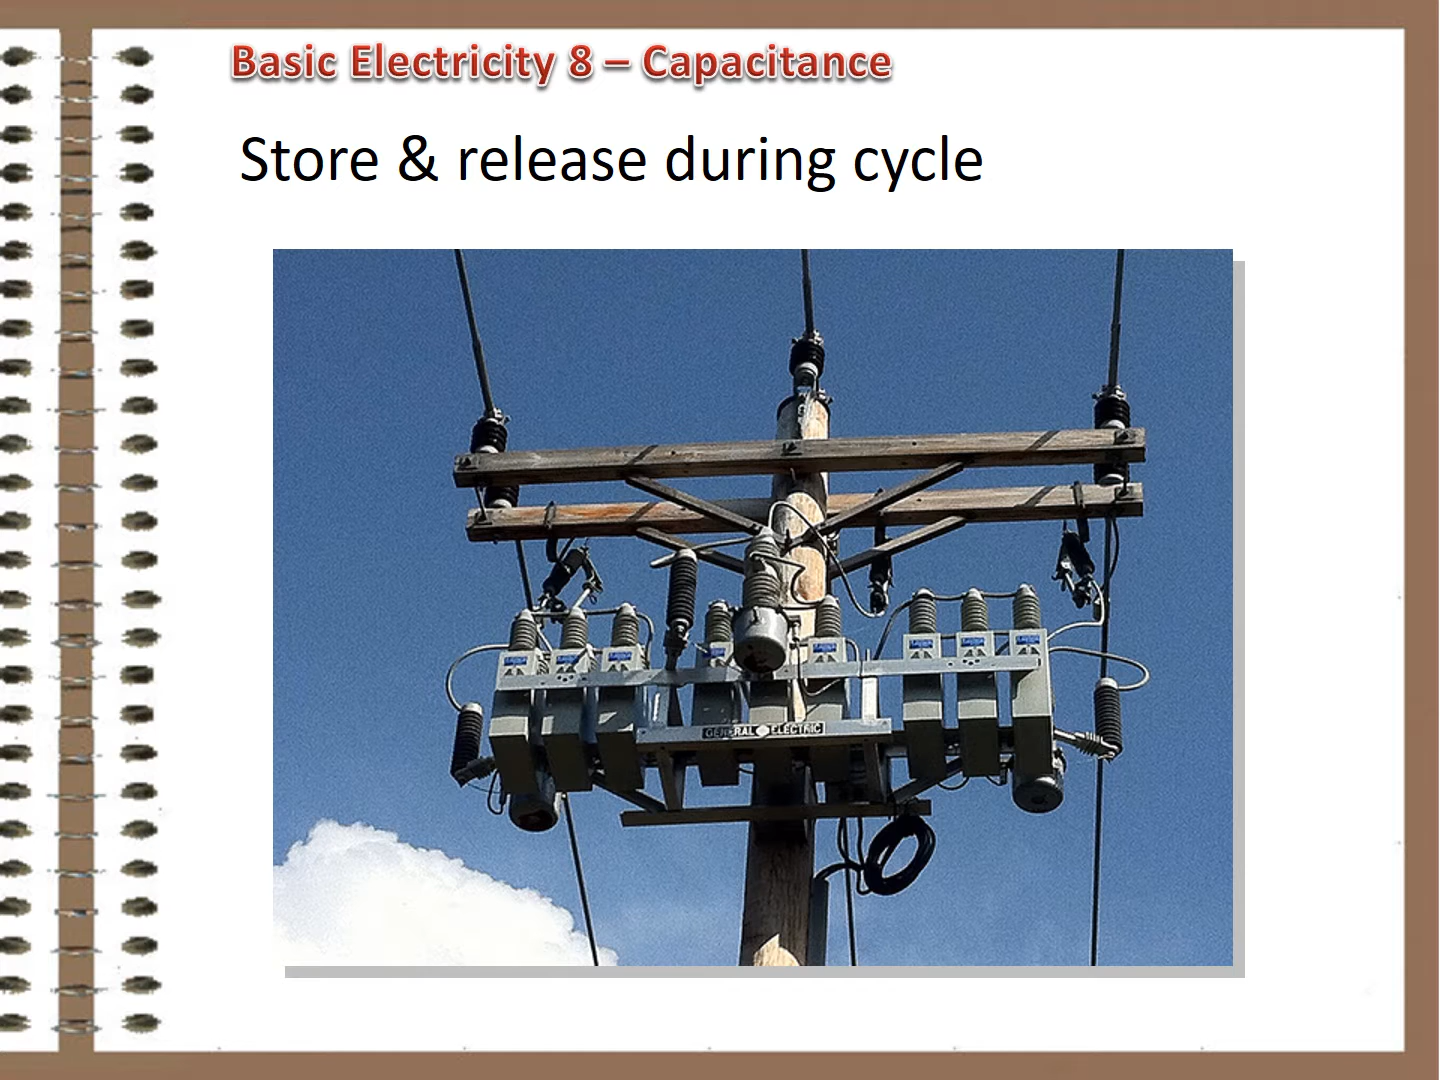 Basic Electricity 8 – Capacitance
Store & release during cycle
GENERAL ELECTRIC